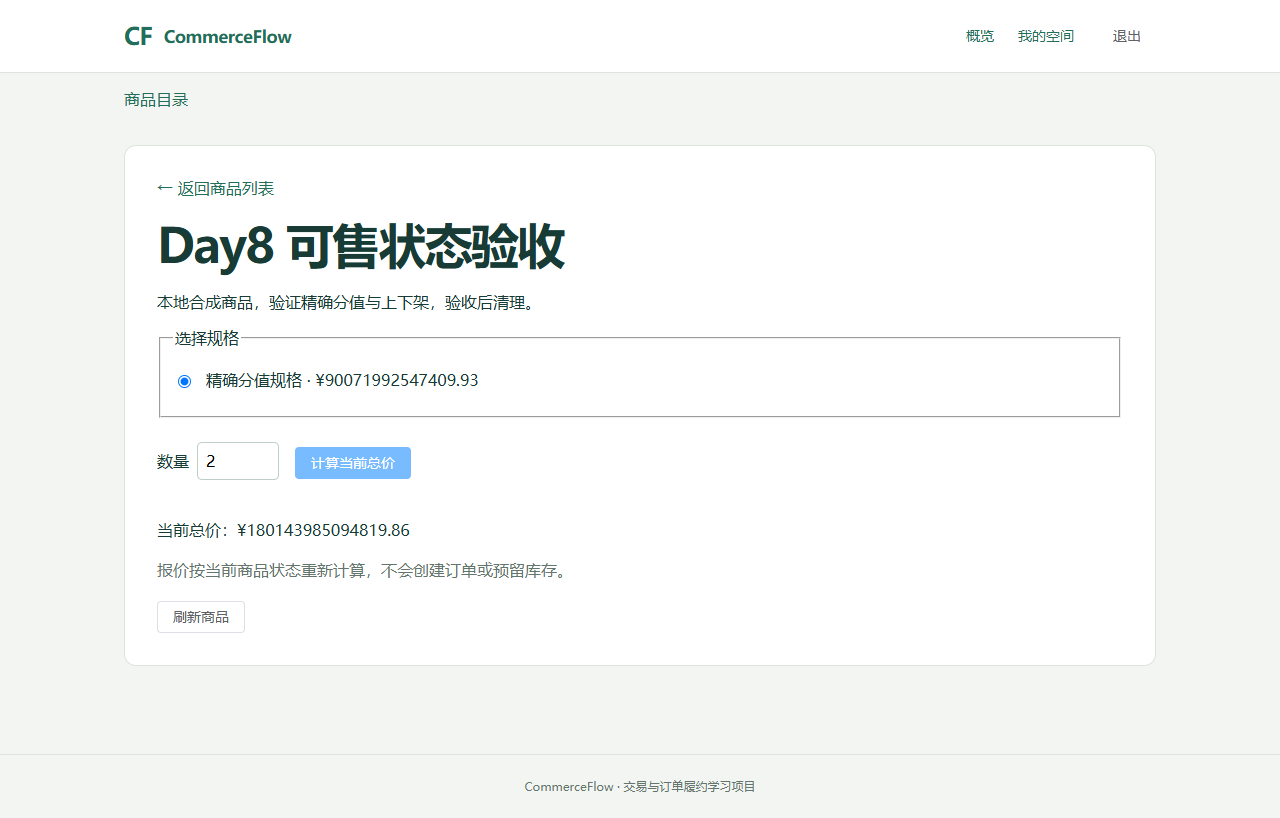 CF CommerceFlow
概览 我的空间 退出
商品目录
← 返回商品列表
Day8 可售状态验收
本地合成商品，验证精确分值与上下架，验收后清理。
选择规格
精确分值规格 · ¥90071992547409.93
数量 2 计算当前总价
当前总价：¥180143985094819.86
报价按当前商品状态重新计算，不会创建订单或预留库存。
刷新商品
CommerceFlow · 交易与订单履约学习项目